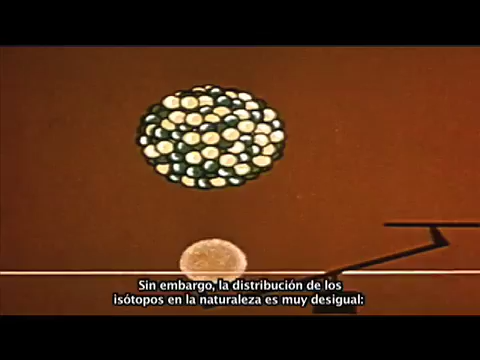 Sin embargo, la distribución de los
isótopos en la naturaleza es muy desigual: